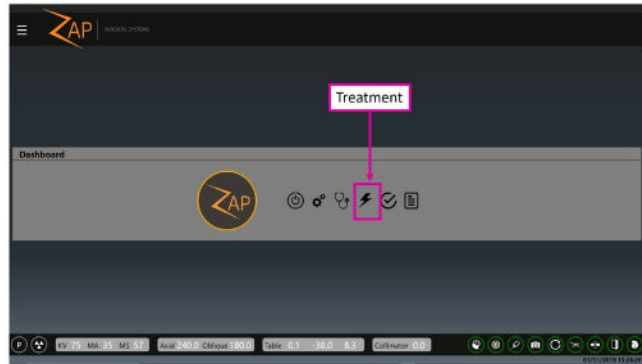 ZAP SURGICAL SYSTEMS
Treatment
Dashboard
ZAP
P KV 75 MA 35 MS 57 Axial 240.0 Oblique 180.0 Table 0.1 -38.0 8.3 Collimator 0.0